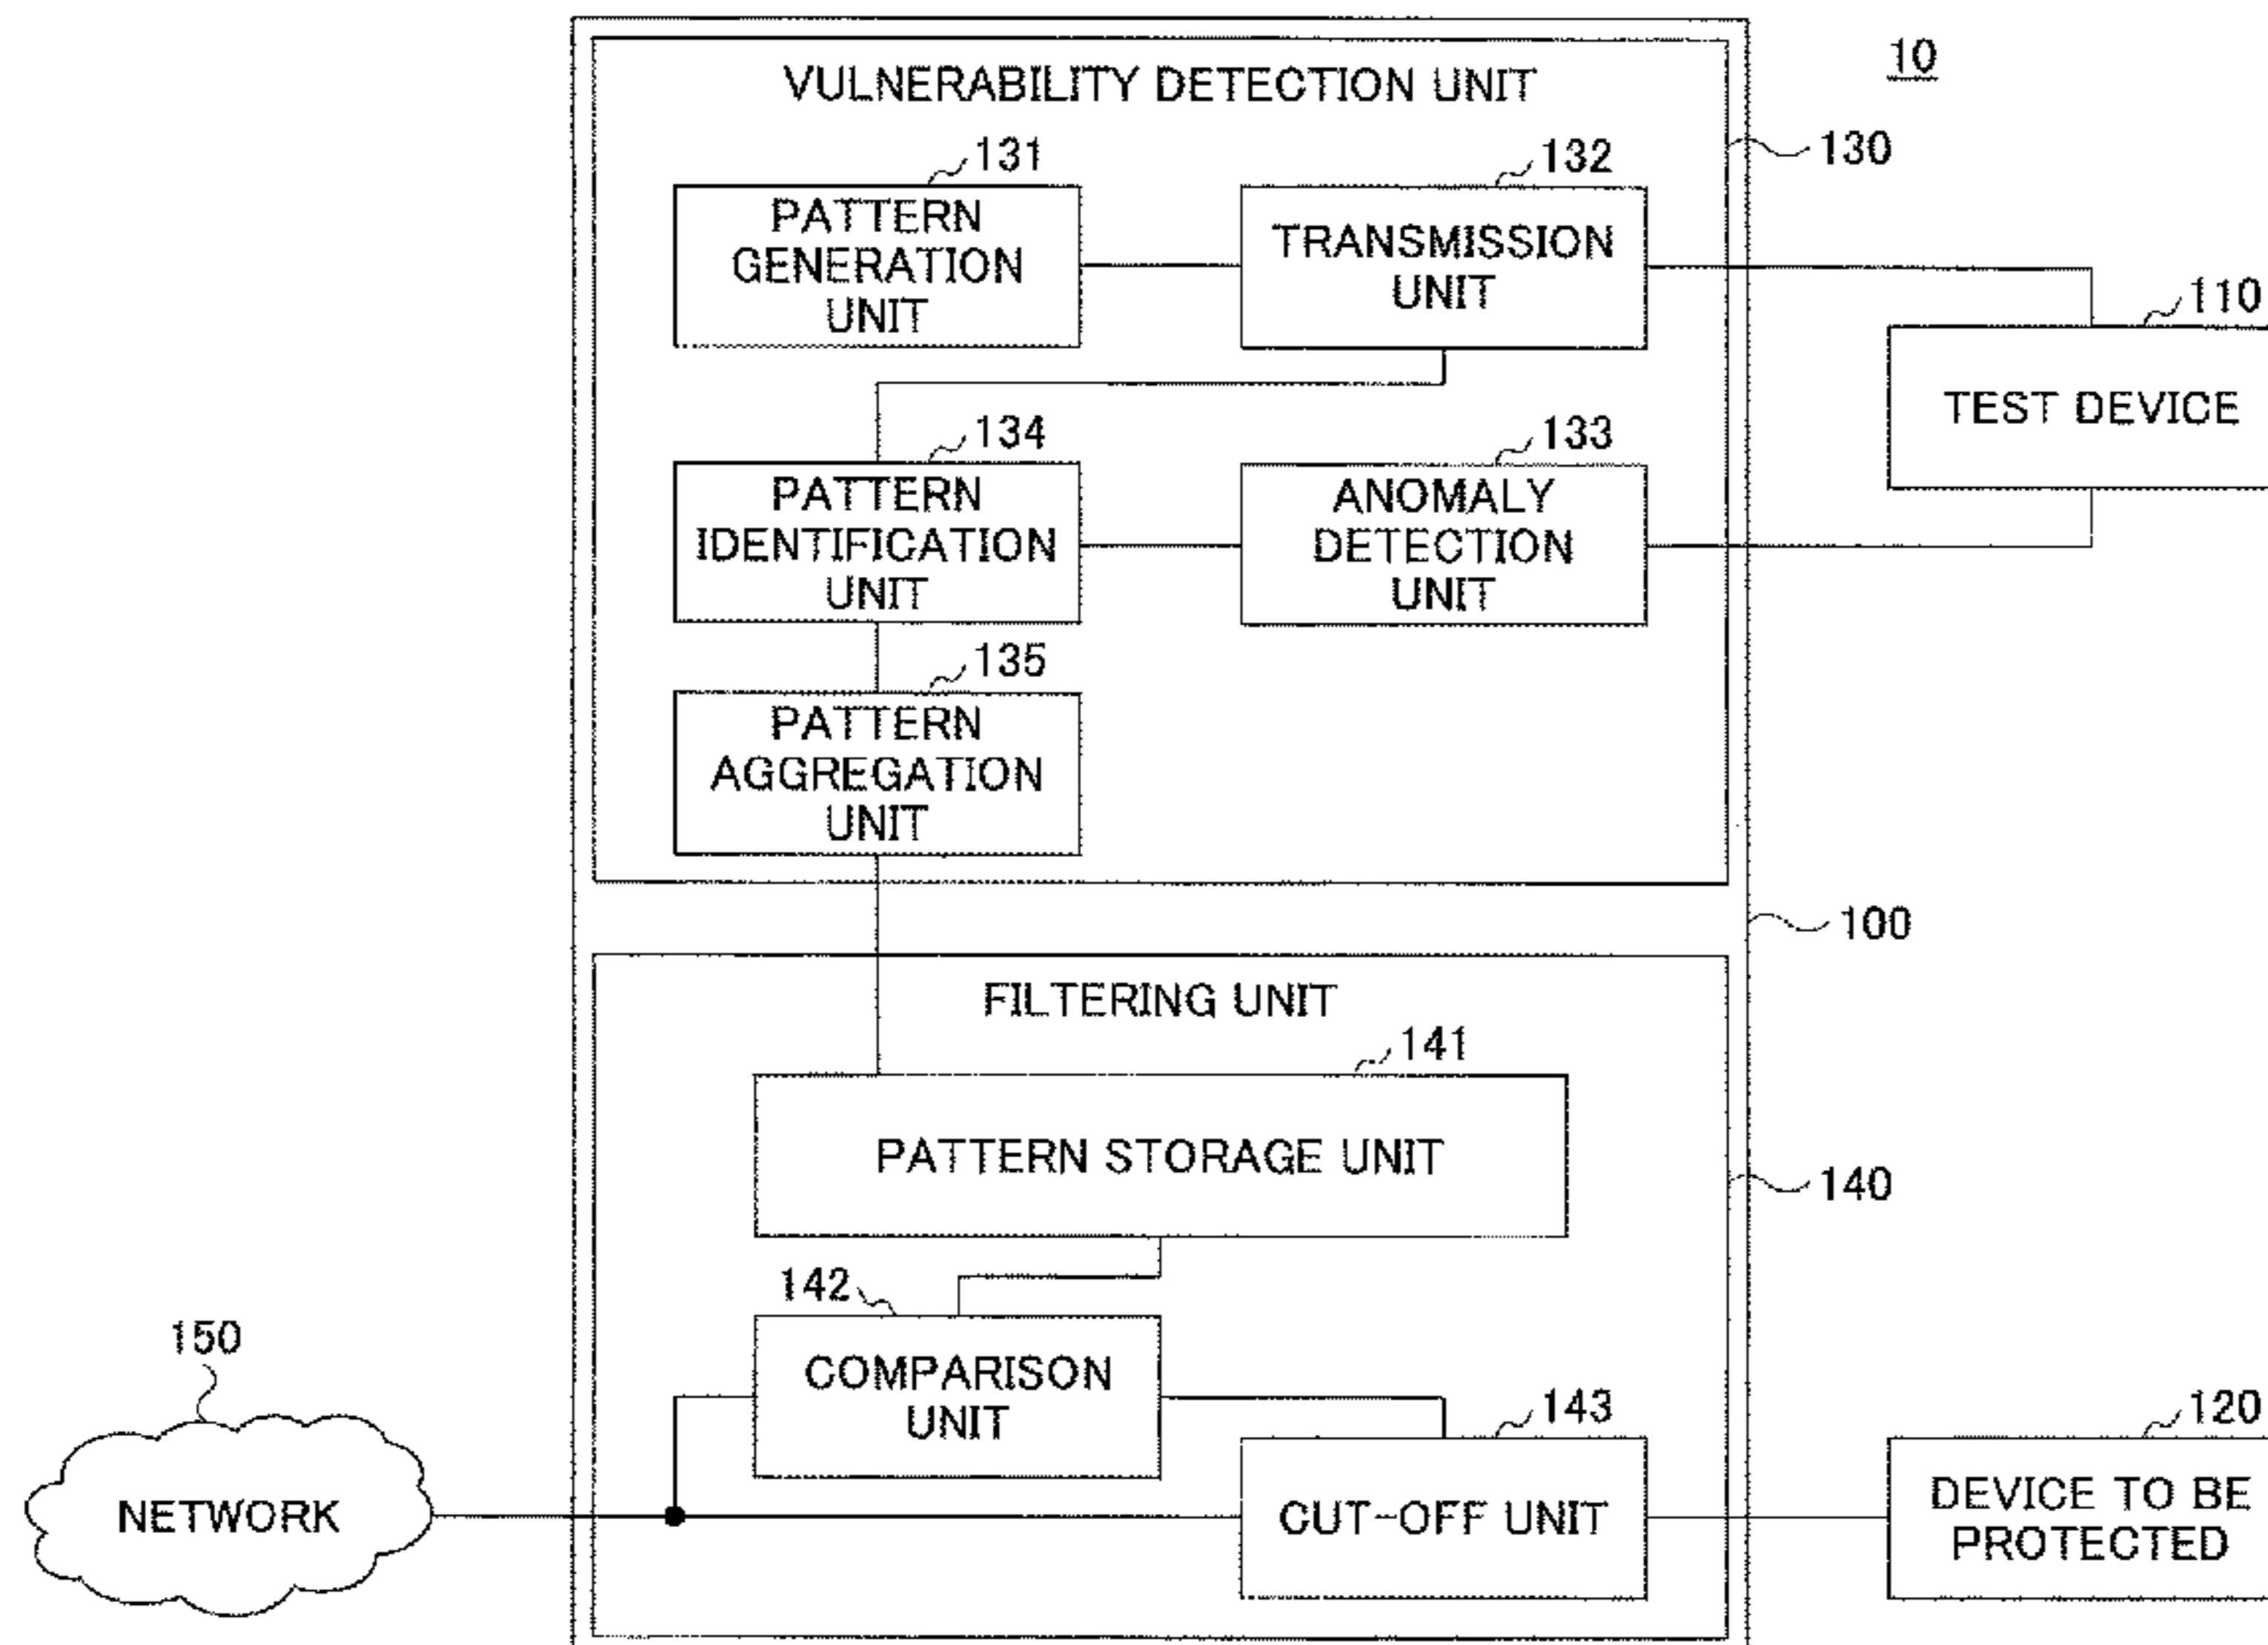 10
VULNERABILITY DETECTION UNIT
130
131
PATTERN
GENERATION
UNIT
132
TRANSMISSION
UNIT
110
TEST DEVICE
134
PATTERN
IDENTIFICATION
UNIT
133
ANOMALY
DETECTION
UNIT
135
PATTERN
AGGREGATION
UNIT
100
FILTERING UNIT
141
PATTERN STORAGE UNIT
140
142
COMPARISON
UNIT
150
NETWORK
143
CUT-OFF UNIT
120
DEVICE TO BE
PROTECTED